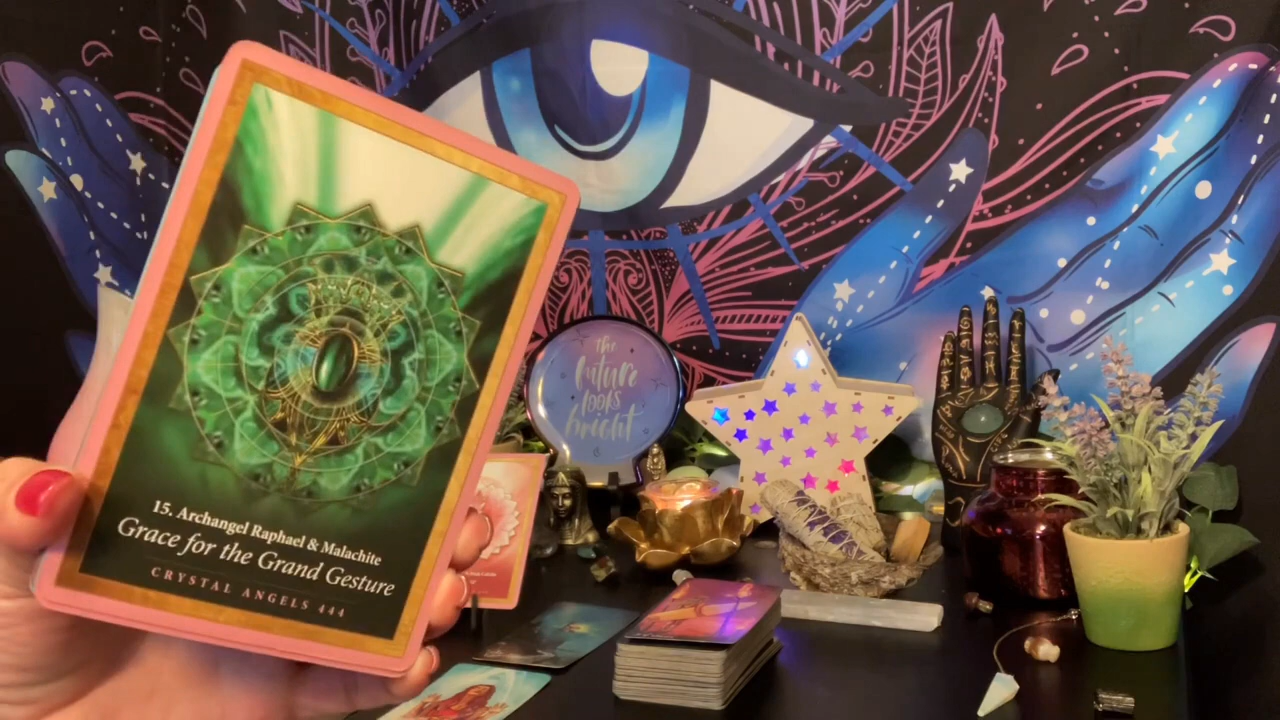 15. Archangel Raphael & Malachite
Grace for the Grand Gesture
CRYSTAL ANGELS 444
the
future
looks
bright